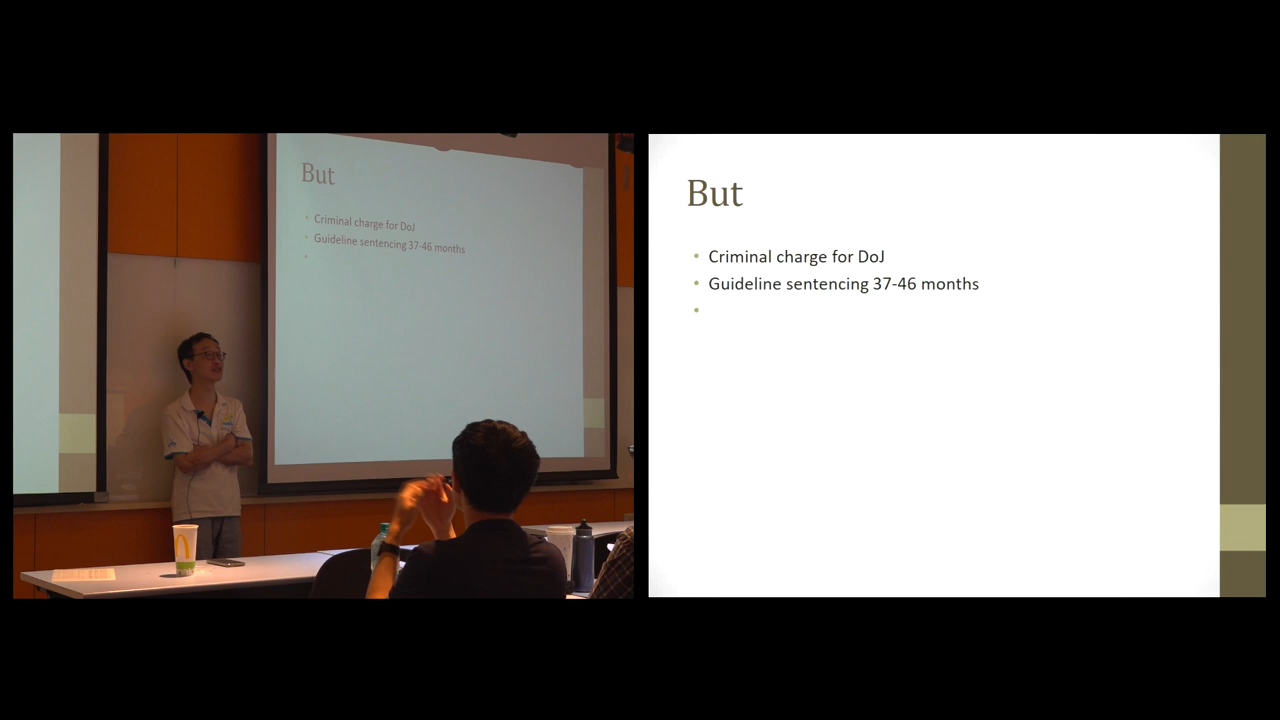 But
• Criminal charge for DoJ
• Guideline sentencing 37-46 months
•
But
• Criminal charge for DoJ
• Guideline sentencing 37-46 months
•